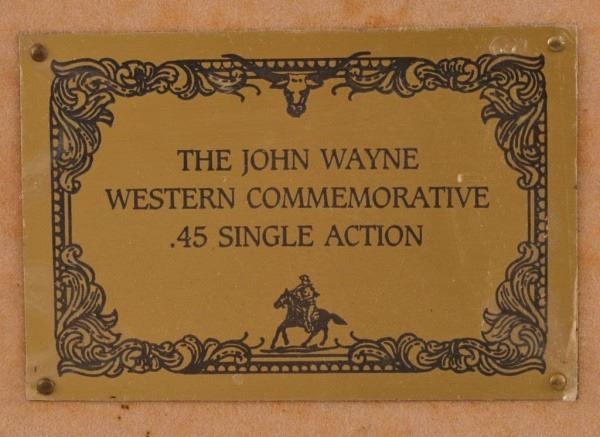 THE JOHN WAYNE
WESTERN COMMEMORATIVE
.45 SINGLE ACTION